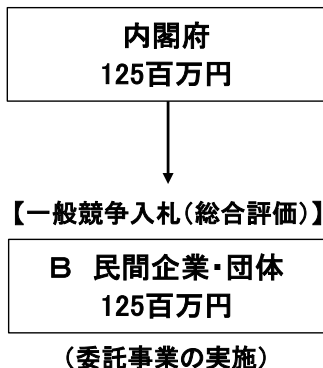 内閣府
125百万円
【一般競争入札（総合評価）】
B 民間企業・団体
125百万円
（委託事業の実施）